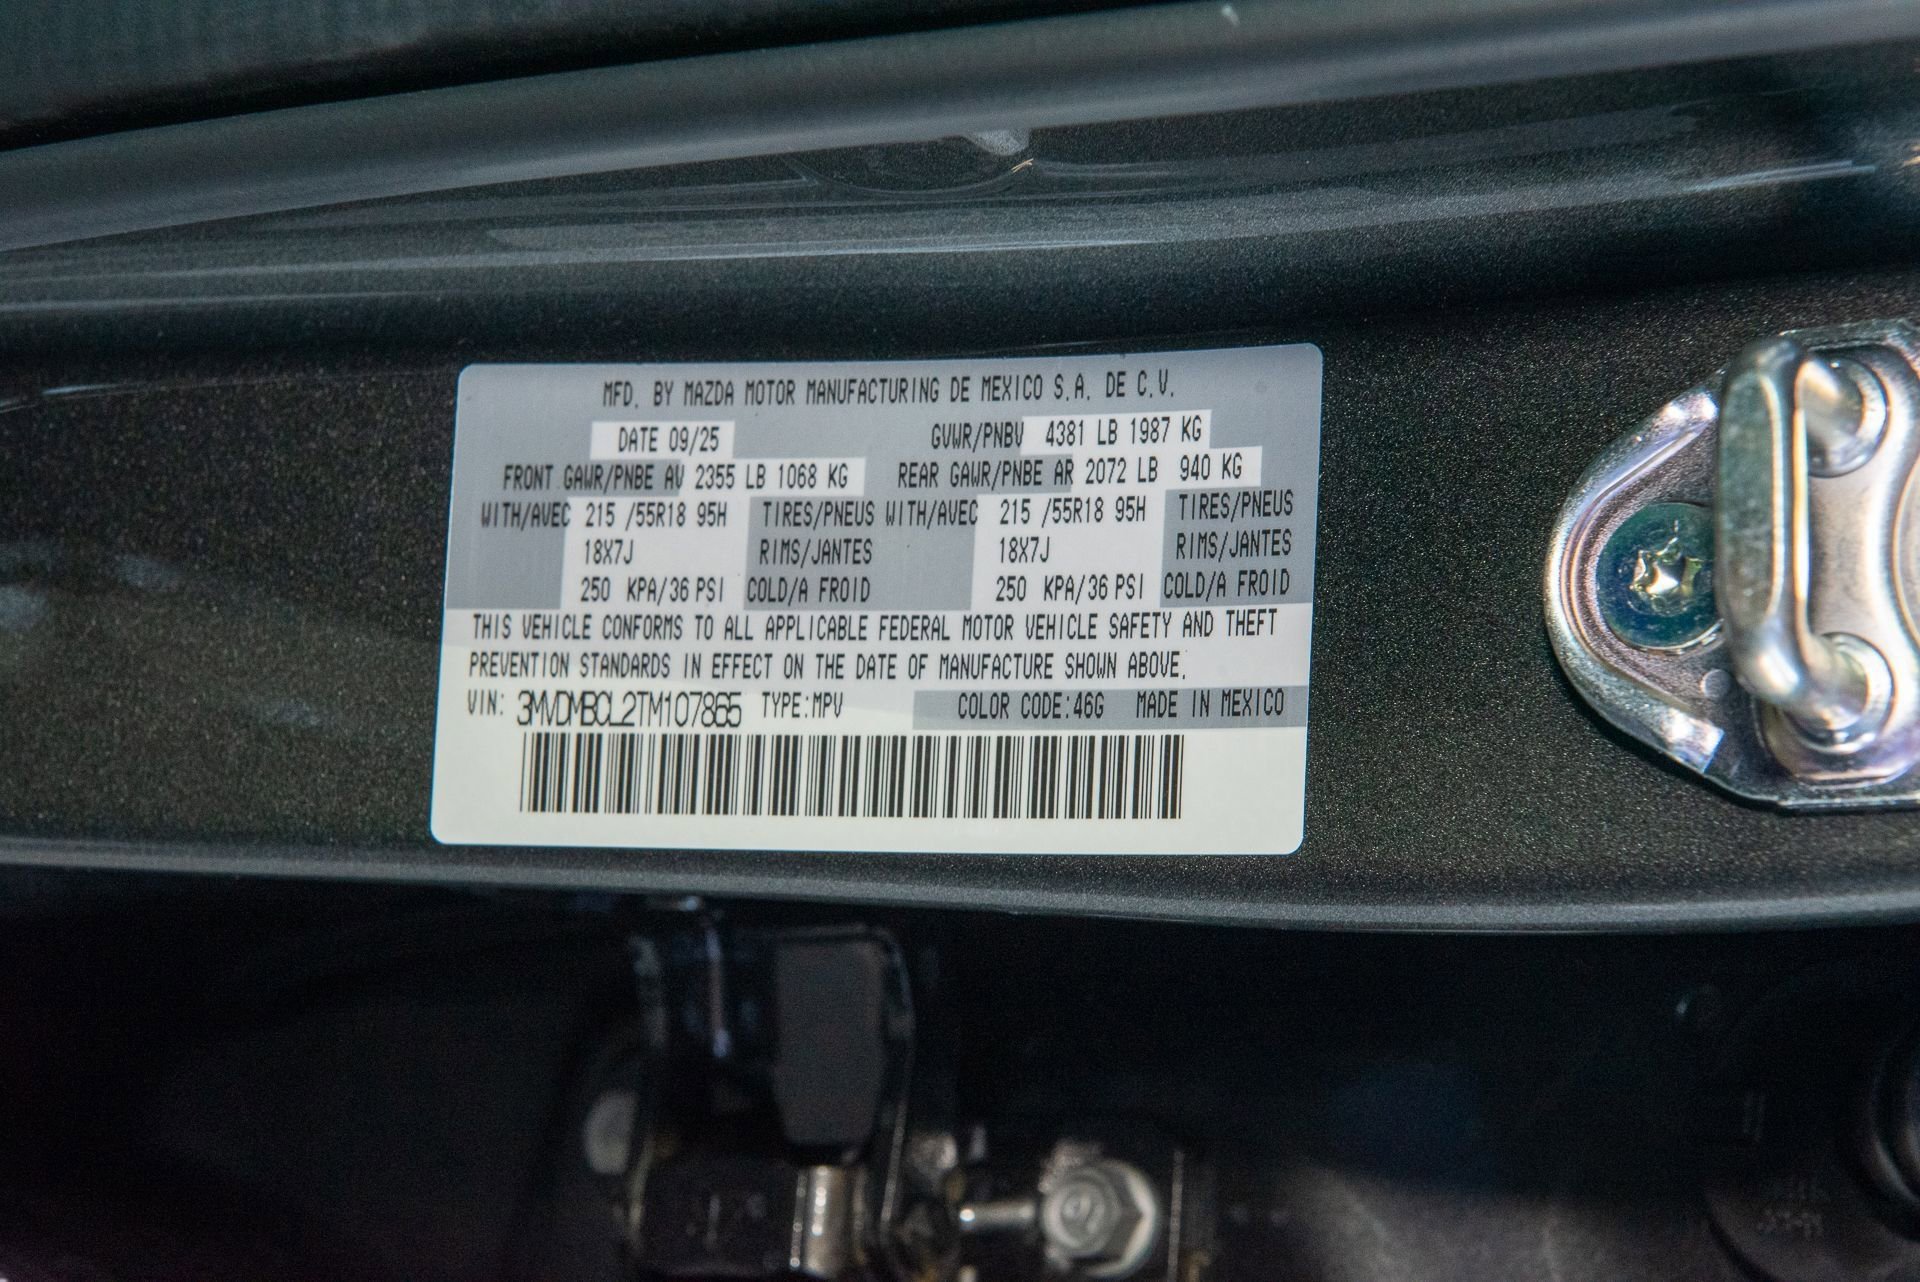 MFD. BY MAZDA MOTOR MANUFACTURING DE MEXICO S.A. DE C.V.
DATE 09/25 GVWR/PNBV 4381 LB 1987 KG
FRONT GAWR/PNBE AV 2355 LB 1068 KG REAR GAWR/PNBE AR 2072 LB 940 KG
WITH/AVEC 215 /55R18 95H TIRES/PNEUS WITH/AVEC 215 /55R18 95H TIRES/PNEUS
18X7J RIMS/JANTES 18X7J RIMS/JANTES
250 KPA/36 PSI COLD/A FROID 250 KPA/36 PSI COLD/A FROID
THIS VEHICLE CONFORMS TO ALL APPLICABLE FEDERAL MOTOR VEHICLE SAFETY AND THEFT
PREVENTION STANDARDS IN EFFECT ON THE DATE OF MANUFACTURE SHOWN ABOVE.
VIN: 3MVDMBCL2TM107865 TYPE:MPV COLOR CODE:46G MADE IN MEXICO